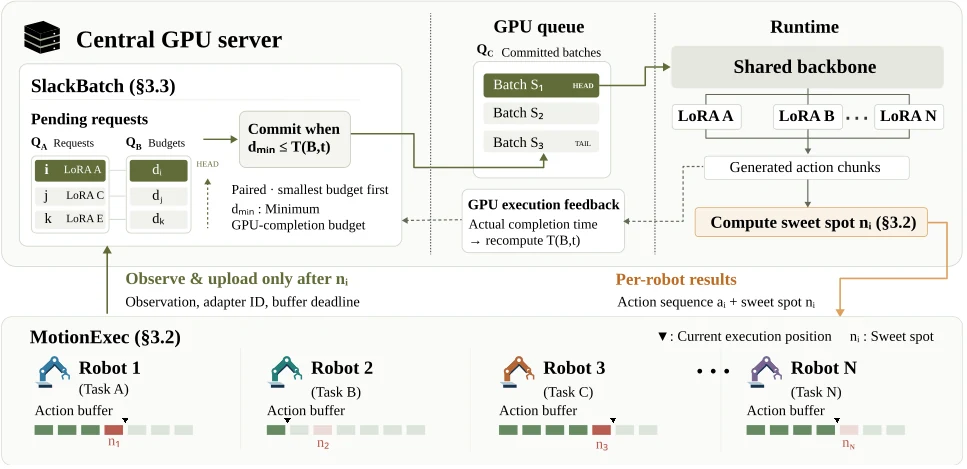 Central GPU server
SlackBatch (§3.3)
Pending requests
Q_A Requests
Q_B Budgets
i LoRA A
dᵢ
j LoRA C
dⱼ
k LoRA E
dₖ
HEAD
Commit when
dₘᵢₙ ≤ T(B,t)
Paired · smallest budget first
dₘᵢₙ : Minimum
GPU-completion budget
GPU queue
Q_C Committed batches
Batch S₁ HEAD
Batch S₂
Batch S₃ TAIL
GPU execution feedback
Actual completion time
→ recompute T(B,t)
Runtime
Shared backbone
LoRA A
LoRA B
...
LoRA N
Generated action chunks
Compute sweet spot nᵢ (§3.2)
Observe & upload only after nᵢ
Observation, adapter ID, buffer deadline
Per-robot results
Action sequence aᵢ + sweet spot nᵢ
MotionExec (§3.2)
▼: Current execution position nᵢ : Sweet spot
Robot 1
(Task A)
Action buffer
n₁
Robot 2
(Task B)
Action buffer
n₂
Robot 3
(Task C)
Action buffer
n₃
...
Robot N
(Task N)
Action buffer
n_N